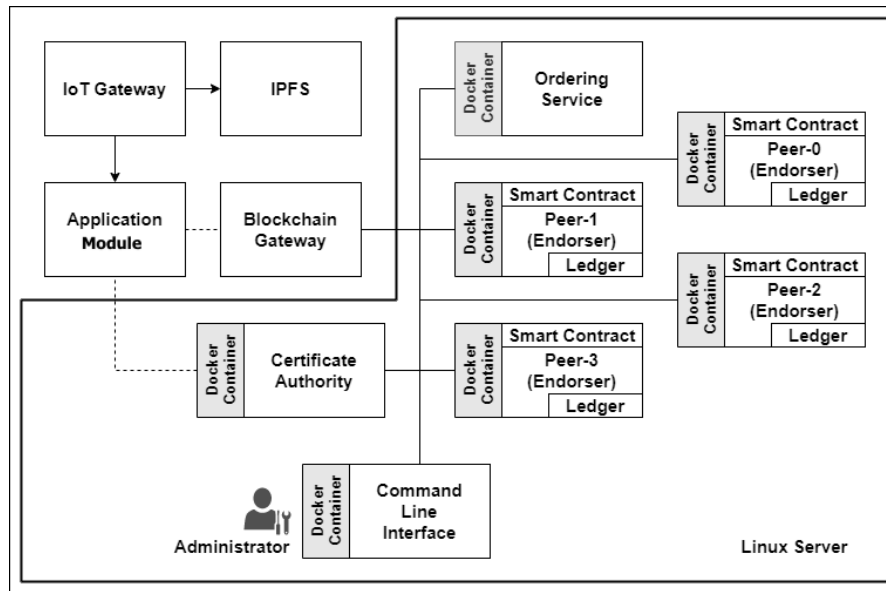 IoT Gateway
IPFS
Docker
Container
Ordering
Service
Docker
Container
Smart Contract
Peer-0
(Endorser)
Ledger
Application
Module
Blockchain
Gateway
Docker
Container
Smart Contract
Peer-1
(Endorser)
Ledger
Docker
Container
Smart Contract
Peer-2
(Endorser)
Ledger
Docker
Container
Certificate
Authority
Docker
Container
Smart Contract
Peer-3
(Endorser)
Ledger
Administrator
Docker
Container
Command
Line
Interface
Linux Server